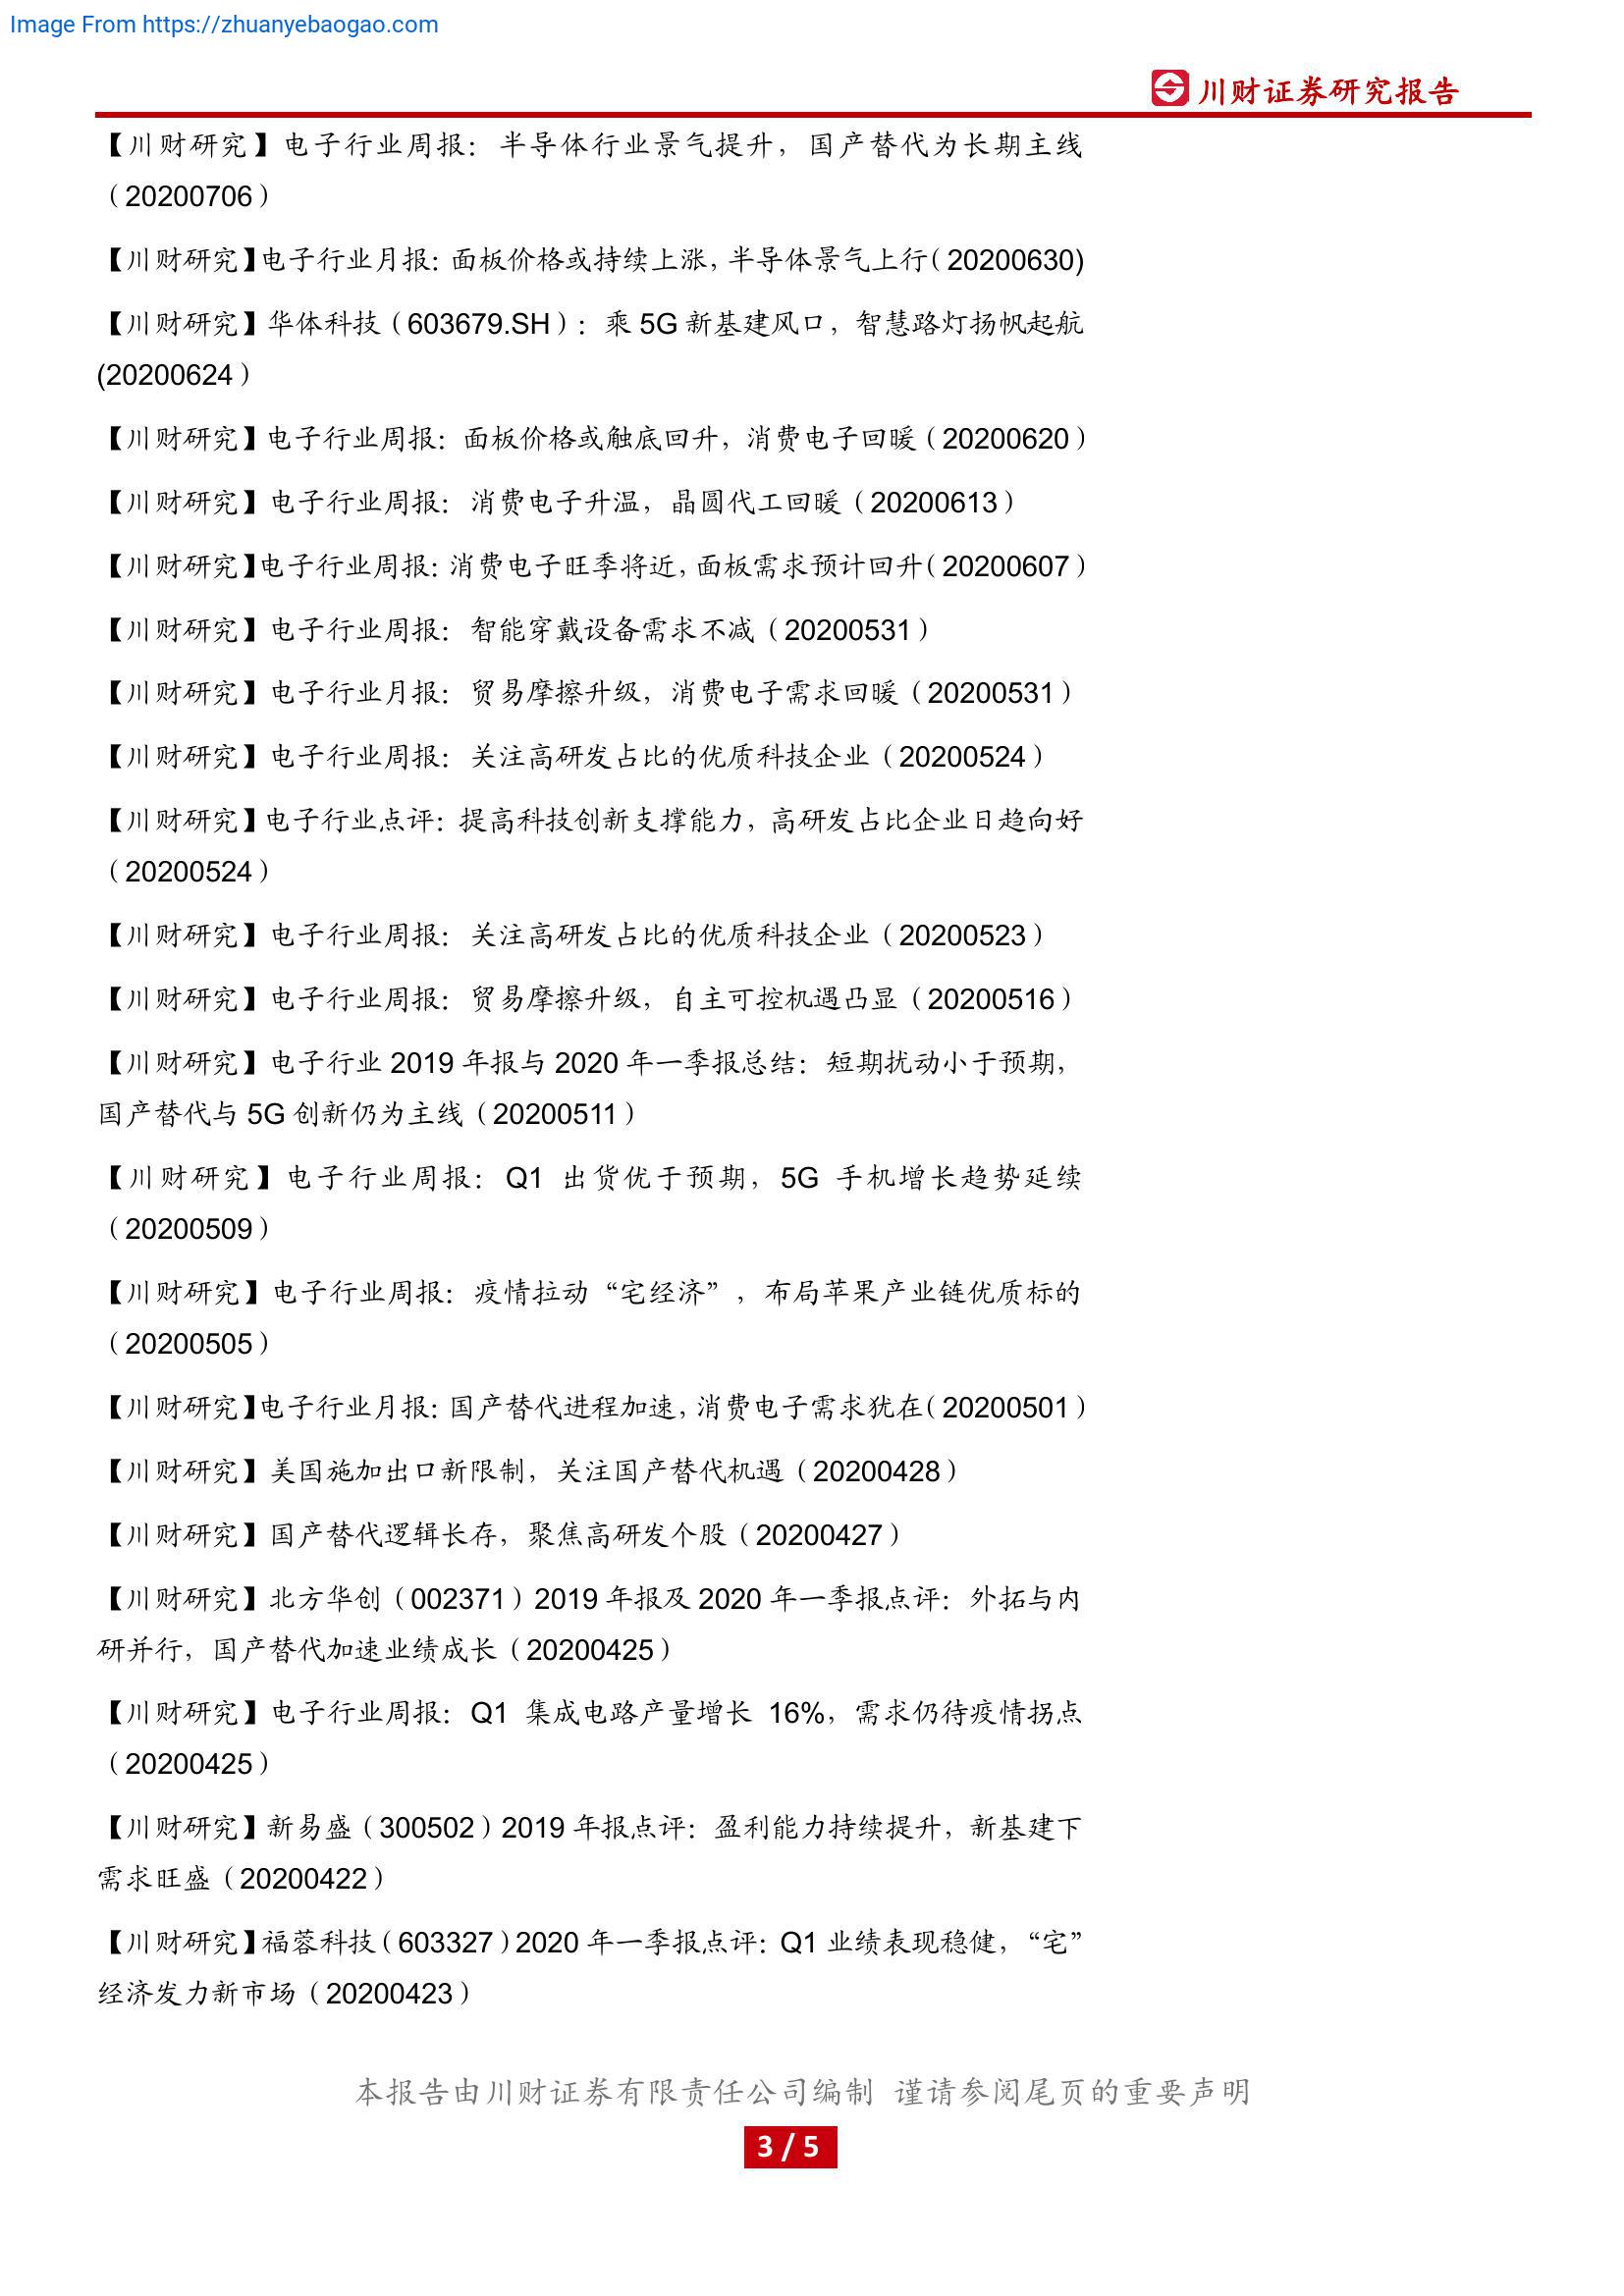 Image From https://zhuanyebaogao.com
川财证券研究报告
【川财研究】电子行业周报：半导体行业景气提升，国产替代为长期主线
（20200706）
【川财研究】电子行业月报：面板价格或持续上涨，半导体景气上行（20200630)
【川财研究】华体科技（603679.SH）：乘 5G 新基建风口，智慧路灯扬帆起航
(20200624）
【川财研究】电子行业周报：面板价格或触底回升，消费电子回暖（20200620）
【川财研究】电子行业周报：消费电子升温，晶圆代工回暖（20200613）
【川财研究】电子行业周报：消费电子旺季将近，面板需求预计回升（20200607）
【川财研究】电子行业周报：智能穿戴设备需求不减（20200531）
【川财研究】电子行业月报：贸易摩擦升级，消费电子需求回暖（20200531）
【川财研究】电子行业周报：关注高研发占比的优质科技企业（20200524）
【川财研究】电子行业点评：提高科技创新支撑能力，高研发占比企业日趋向好
（20200524）
【川财研究】电子行业周报：关注高研发占比的优质科技企业（20200523）
【川财研究】电子行业周报：贸易摩擦升级，自主可控机遇凸显（20200516）
【川财研究】电子行业 2019 年报与 2020 年一季报总结：短期扰动小于预期，
国产替代与 5G 创新仍为主线（20200511）
【川财研究】电子行业周报：Q1 出货优于预期，5G 手机增长趋势延续
（20200509）
【川财研究】电子行业周报：疫情拉动“宅经济”，布局苹果产业链优质标的
（20200505）
【川财研究】电子行业月报：国产替代进程加速，消费电子需求犹在（20200501）
【川财研究】美国施加出口新限制，关注国产替代机遇（20200428）
【川财研究】国产替代逻辑长存，聚焦高研发个股（20200427）
【川财研究】北方华创（002371）2019 年报及 2020 年一季报点评：外拓与内
研并行，国产替代加速业绩成长（20200425）
【川财研究】电子行业周报：Q1 集成电路产量增长 16%，需求仍待疫情拐点
（20200425）
【川财研究】新易盛（300502）2019 年报点评：盈利能力持续提升，新基建下
需求旺盛（20200422）
【川财研究】福蓉科技（603327）2020 年一季报点评：Q1 业绩表现稳健，“宅”
经济发力新市场（20200423）
本报告由川财证券有限责任公司编制 谨请参阅尾页的重要声明
3 / 5